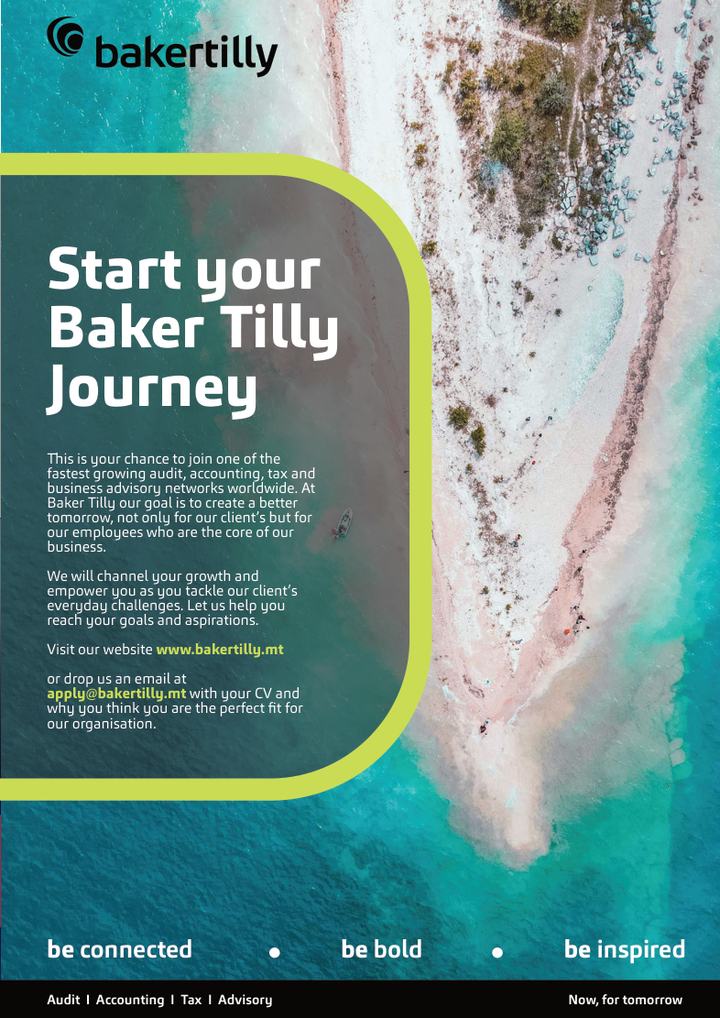 bakertilly
Start your
Baker Tilly
Journey
This is your chance to join one of the
fastest growing audit, accounting, tax and
business advisory networks worldwide. At
Baker Tilly our goal is to create a better
tomorrow, not only for our client's but for
our employees who are the core of our
business.
We will channel your growth and
empower you as you tackle our client's
everyday challenges. Let us help you
reach your goals and aspirations.
Visit our website www.bakertilly.mt
or drop us an email at
apply@bakertilly.mt with your CV and
why you think you are the perfect fit for
our organisation.
be connected • be bold • be inspired
Audit | Accounting | Tax | Advisory Now, for tomorrow